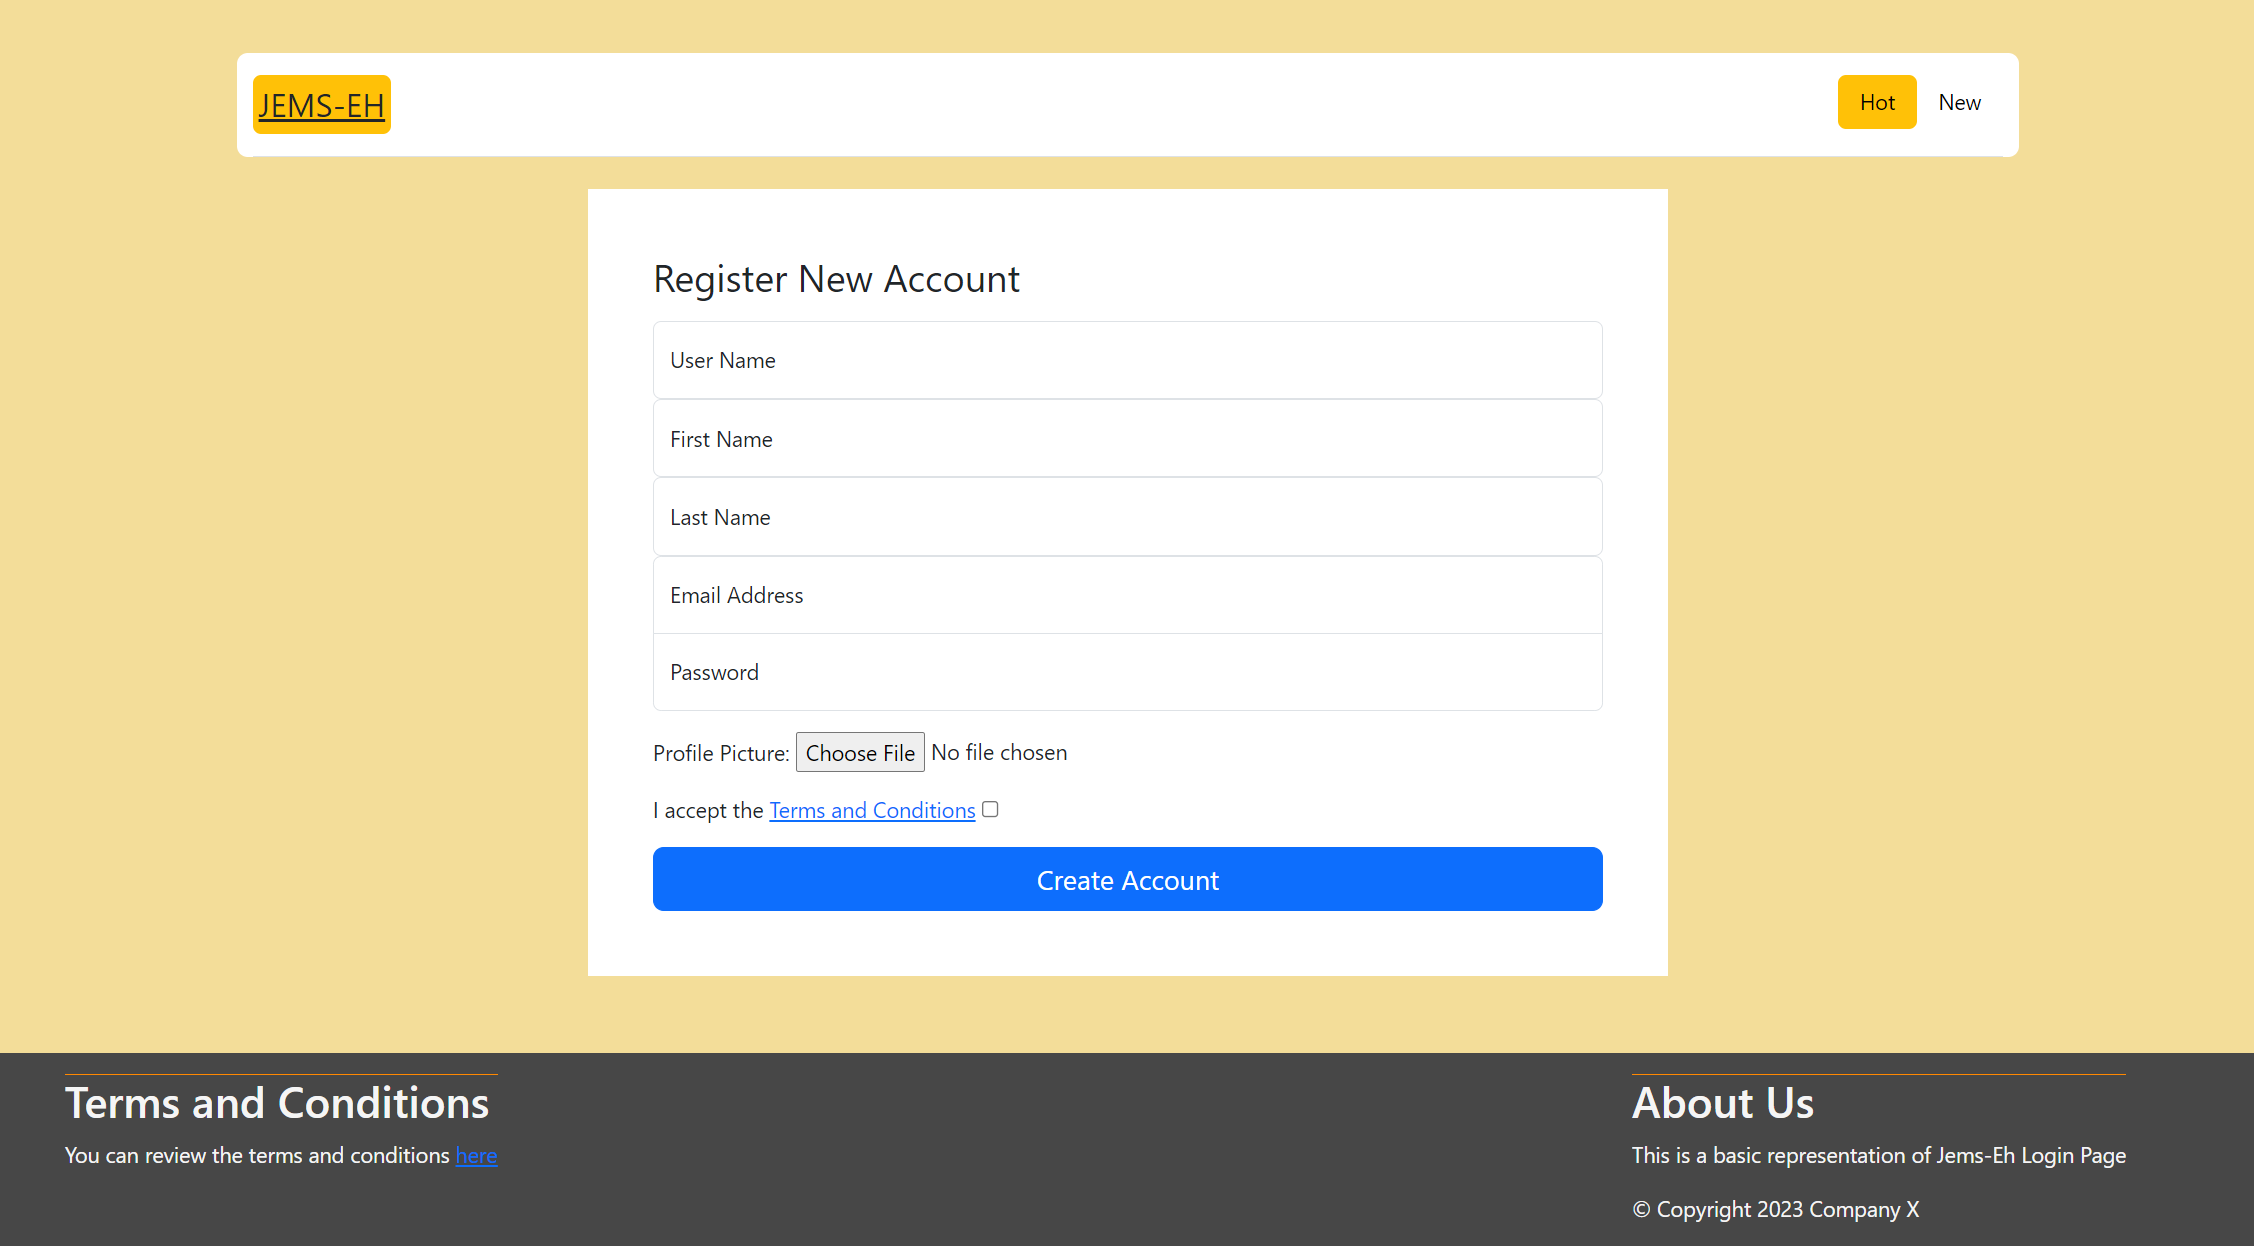 JEMS-EH
Hot New
Register New Account
User Name
First Name
Last Name
Email Address
Password
Profile Picture: Choose File No file chosen
I accept the Terms and Conditions
Create Account
Terms and Conditions
You can review the terms and conditions here
About Us
This is a basic representation of Jems-Eh Login Page
© Copyright 2023 Company X